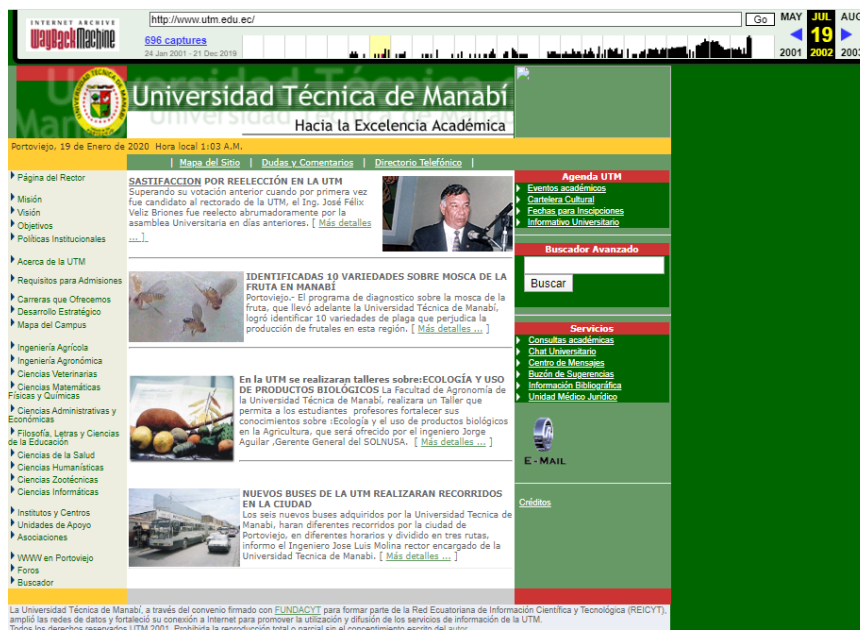 INTERNET ARCHIVE
WayBack Machine
http://www.utm.edu.ec/
Go
696 captures
24 Jan 2001 - 21 Dec 2019
MAY JUL AUG
19
2001 2002 2003
Universidad Técnica de Manabí
Hacia la Excelencia Académica
Portoviejo, 19 de Enero de 2020 Hora local 1:03 A.M.
| Mapa del Sitio | Dudas y Comentarios | Directorio Telefónico |
Página del Rector
Misión
Visión
Objetivos
Políticas Institucionales
Acerca de la UTM
Requisitos para Admisiones
Carreras que Ofrecemos
Desarrollo Estratégico
Mapa del Campus
Ingeniería Agrícola
Ingeniería Agronómica
Ciencias Veterinarias
Ciencias Matemáticas
Físicas y Químicas
Ciencias Administrativas y
Económicas
Filosofía, Letras y Ciencias
de la Educación
Ciencias de la Salud
Ciencias Humanísticas
Ciencias Zootécnicas
Ciencias Informáticas
Institutos y Centros
Unidades de Apoyo
Asociaciones
WWW en Portoviejo
Foros
Buscador
SASTIFACCION POR REELECCIÓN EN LA UTM
Superando su votación anterior cuando por primera vez
fue candidato al rectorado de la UTM, el Ing. José Félix
Veliz Briones fue reelecto abrumadoramente por la
asamblea Universitaria en días anteriores. [ Más detalles
... ]
IDENTIFICADAS 10 VARIEDADES SOBRE MOSCA DE LA
FRUTA EN MANABÍ
Portoviejo.- El programa de diagnostico sobre la mosca de la
fruta, que llevó adelante la Universidad Técnica de Manabí,
logró identificar 10 variedades de plaga que perjudica la
producción de frutales en esta región. [ Más detalles ... ]
En la UTM se realizaran talleres sobre:ECOLOGÍA Y USO
DE PRODUCTOS BIOLÓGICOS La Facultad de Agronomía de
la Universidad Técnica de Manabí, realizara un Taller que
permita a los estudiantes profesores fortalecer sus
conocimientos sobre :Ecología y el uso de productos biológicos
en la Agricultura, que será ofrecido por el ingeniero Jorge
Aguilar ,Gerente General del SOLNUSA. [ Más detalles ... ]
NUEVOS BUSES DE LA UTM REALIZARAN RECORRIDOS
EN LA CIUDAD
Los seis nuevos buses adquiridos por la Universidad Tecnica de
Manabi, haran diferentes recorridos por la ciudad de
Portoviejo, en diferentes horarios y dividido en tres rutas,
informo el Ingeniero Jose Luis Molina rector encargado de la
Universidad Tecnica de Manabi. [ Más detalles ... ]
Agenda UTM
Eventos académicos
Cartelera Cultural
Fechas para Inscipciones
Informativo Universitario
Buscador Avanzado
Buscar
Servicios
Consultas académicas
Chat Universitario
Centro de Mensajes
Buzón de Sugerencias
Información Bibliográfica
Unidad Médico Jurídico
E-MAIL
Créditos
La Universidad Técnica de Manabí, a través del convenio firmado con FUNDACYT para formar parte de la Red Ecuatoriana de Información Científica y Tecnológica (REICYT),
amplió las redes de datos y fortaleció su conexión a Internet para promover la utilización y difusión de los servicios de información de la UTM.
Todos los derechos reservados UTM 2001. Prohibida la reproducción total o parcial sin el concentimiento escrito del autor